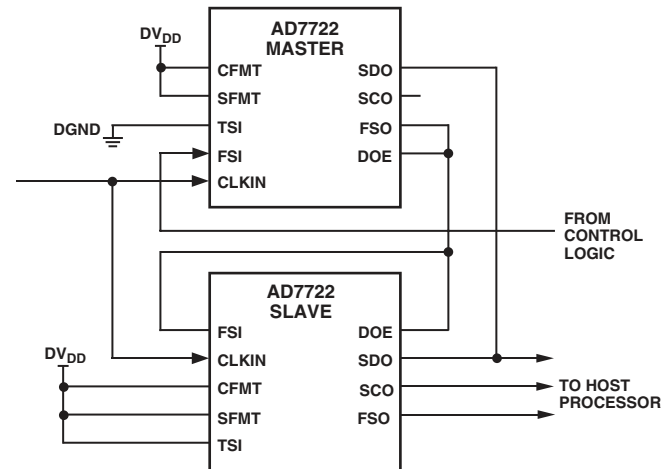 AD7722
MASTER
DVDD
CFMT
SDO
SFMT
SCO
DGND
TSI
FSO
FSI
DOE
CLKIN
FROM
CONTROL
LOGIC
AD7722
SLAVE
FSI
DOE
DVDD
CLKIN
SDO
CFMT
SCO
TO HOST
PROCESSOR
SFMT
FSO
TSI